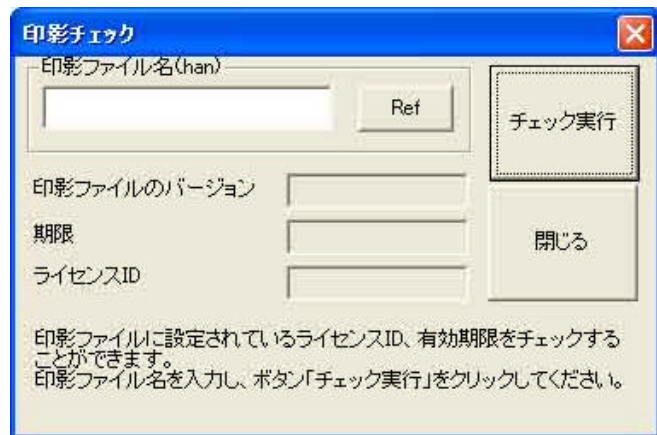 印影チェック
印影ファイル名(han)
Ref
チェック実行
印影ファイルのバージョン
期限
閉じる
ライセンスID
印影ファイルに設定されているライセンスID、有効期限をチェックする
ことができます。
印影ファイル名を入力し、ボタン「チェック実行」をクリックしてください。